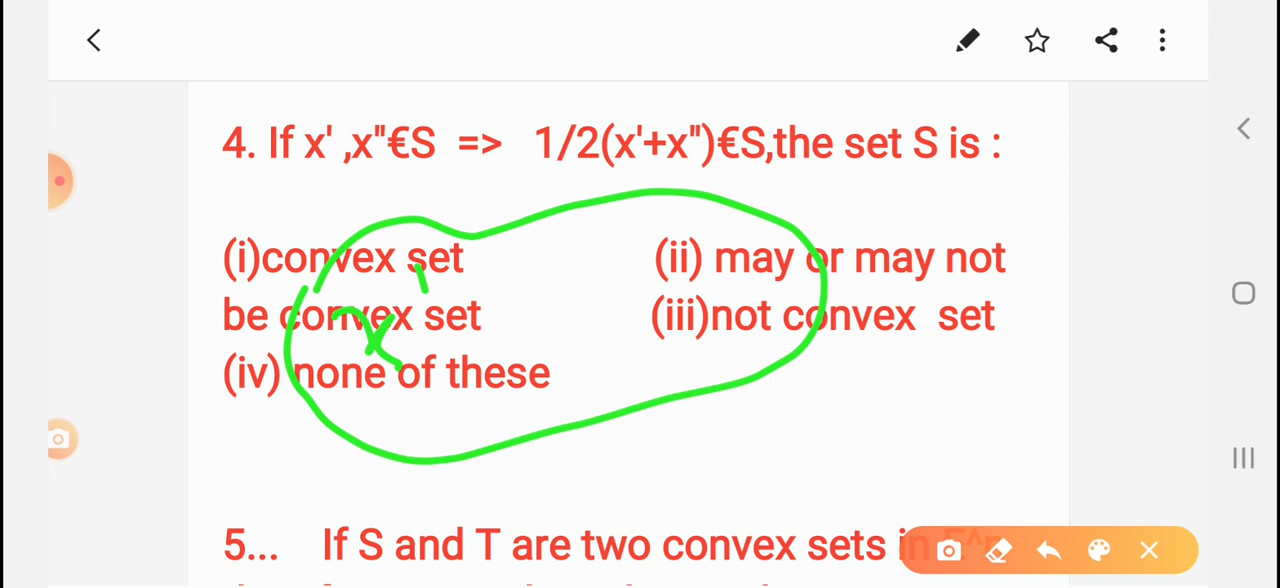 4. If x' ,x"€S => 1/2(x'+x")€S,the set S is :
(i)convex set (ii) may or may not
be convex set (iii)not convex set
(iv) none of these
x'
5... If S and T are two convex sets in E^n